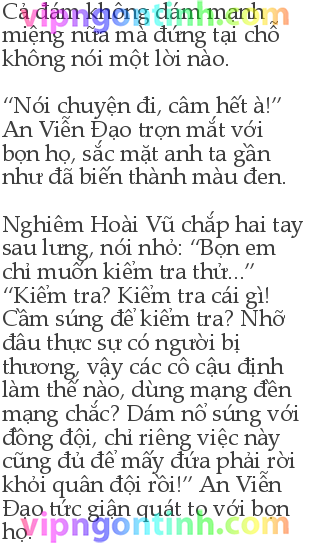 Cả đám không dám mạnh
miệng nữa mà đứng tại chỗ
không nói một lời nào.
“Nói chuyện đi, câm hết à!”
An Viễn Đạo trợn mắt với
bọn họ, sắc mặt anh ta gần
như đã biến thành màu đen.
Nghiêm Hoài Vũ chắp hai tay
sau lưng, nói nhỏ: “Bọn em
chỉ muốn kiểm tra thử...”
“Kiểm tra? Kiểm tra cái gì!
Cầm súng để kiểm tra? Nhỡ
đâu thực sự có người bị
thương, vậy các cô cậu định
làm thế nào, dùng mạng đền
mạng chắc? Dám nổ súng với
đồng đội, chỉ riêng việc này
cũng đủ để mấy đứa phải rời
khỏi quân đội rồi!” An Viễn
Đạo tức giận quát to với bọn
họ.
vipngontinh.com
vipngontinh.com